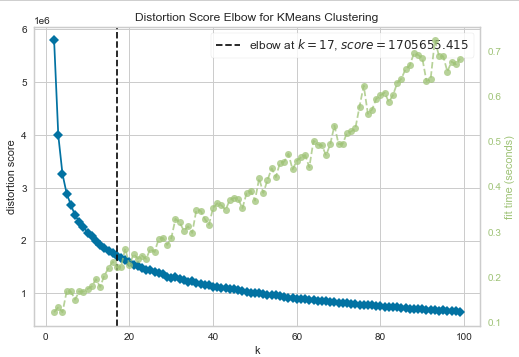 Distortion Score Elbow for KMeans Clustering
1e6
elbow at k = 17, score = 1705655.415
6
5
4
3
2
1
distortion score
0.7
0.6
0.5
0.4
0.3
0.2
0.1
fit time (seconds)
0 20 40 60 80 100
k